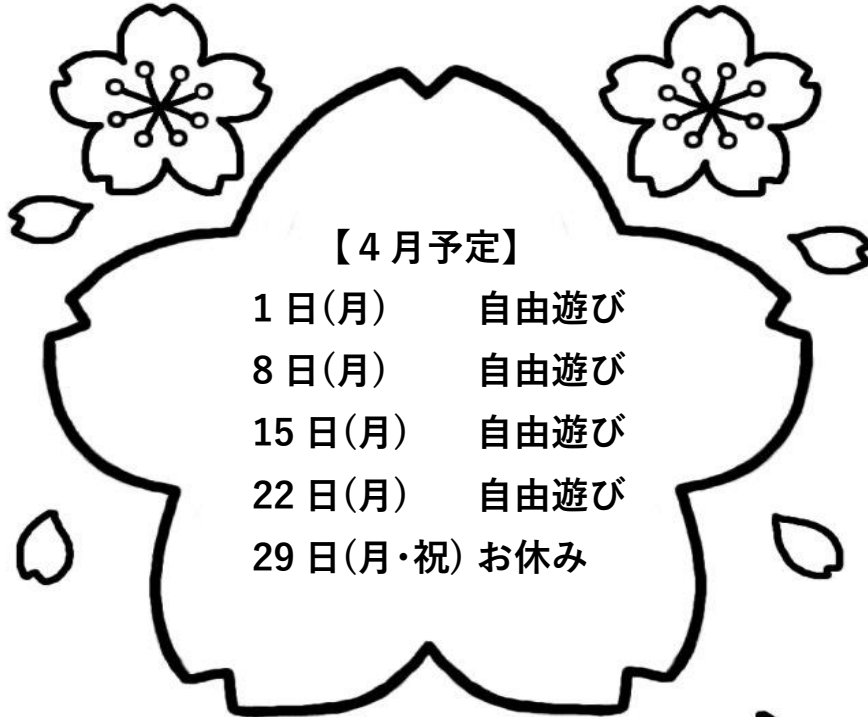 【4月予定】
1日(月) 自由遊び
8日(月) 自由遊び
15日(月) 自由遊び
22日(月) 自由遊び
29日(月・祝) お休み